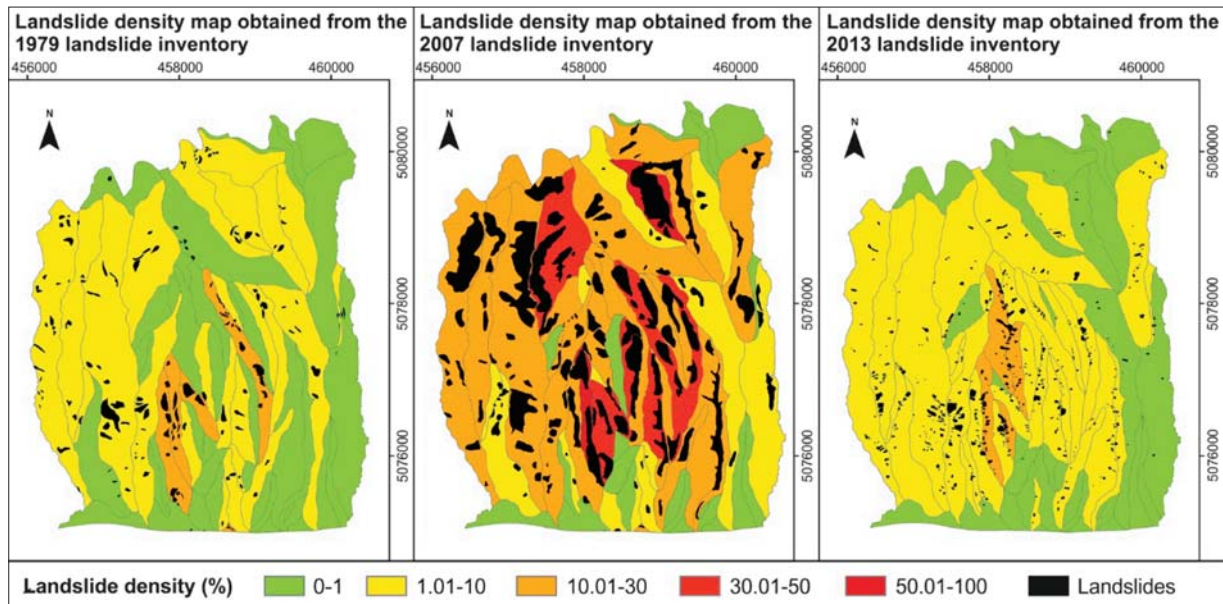 Landslide density map obtained from the
1979 landslide inventory
456000 458000 460000
N
5080000
5078000
5076000
Landslide density map obtained from the
2007 landslide inventory
456000 458000 460000
N
5080000
5078000
5076000
Landslide density map obtained from the
2013 landslide inventory
456000 458000 460000
N
5080000
5078000
5076000
Landslide density (%) 0-1 1.01-10 10.01-30 30.01-50 50.01-100 Landslides